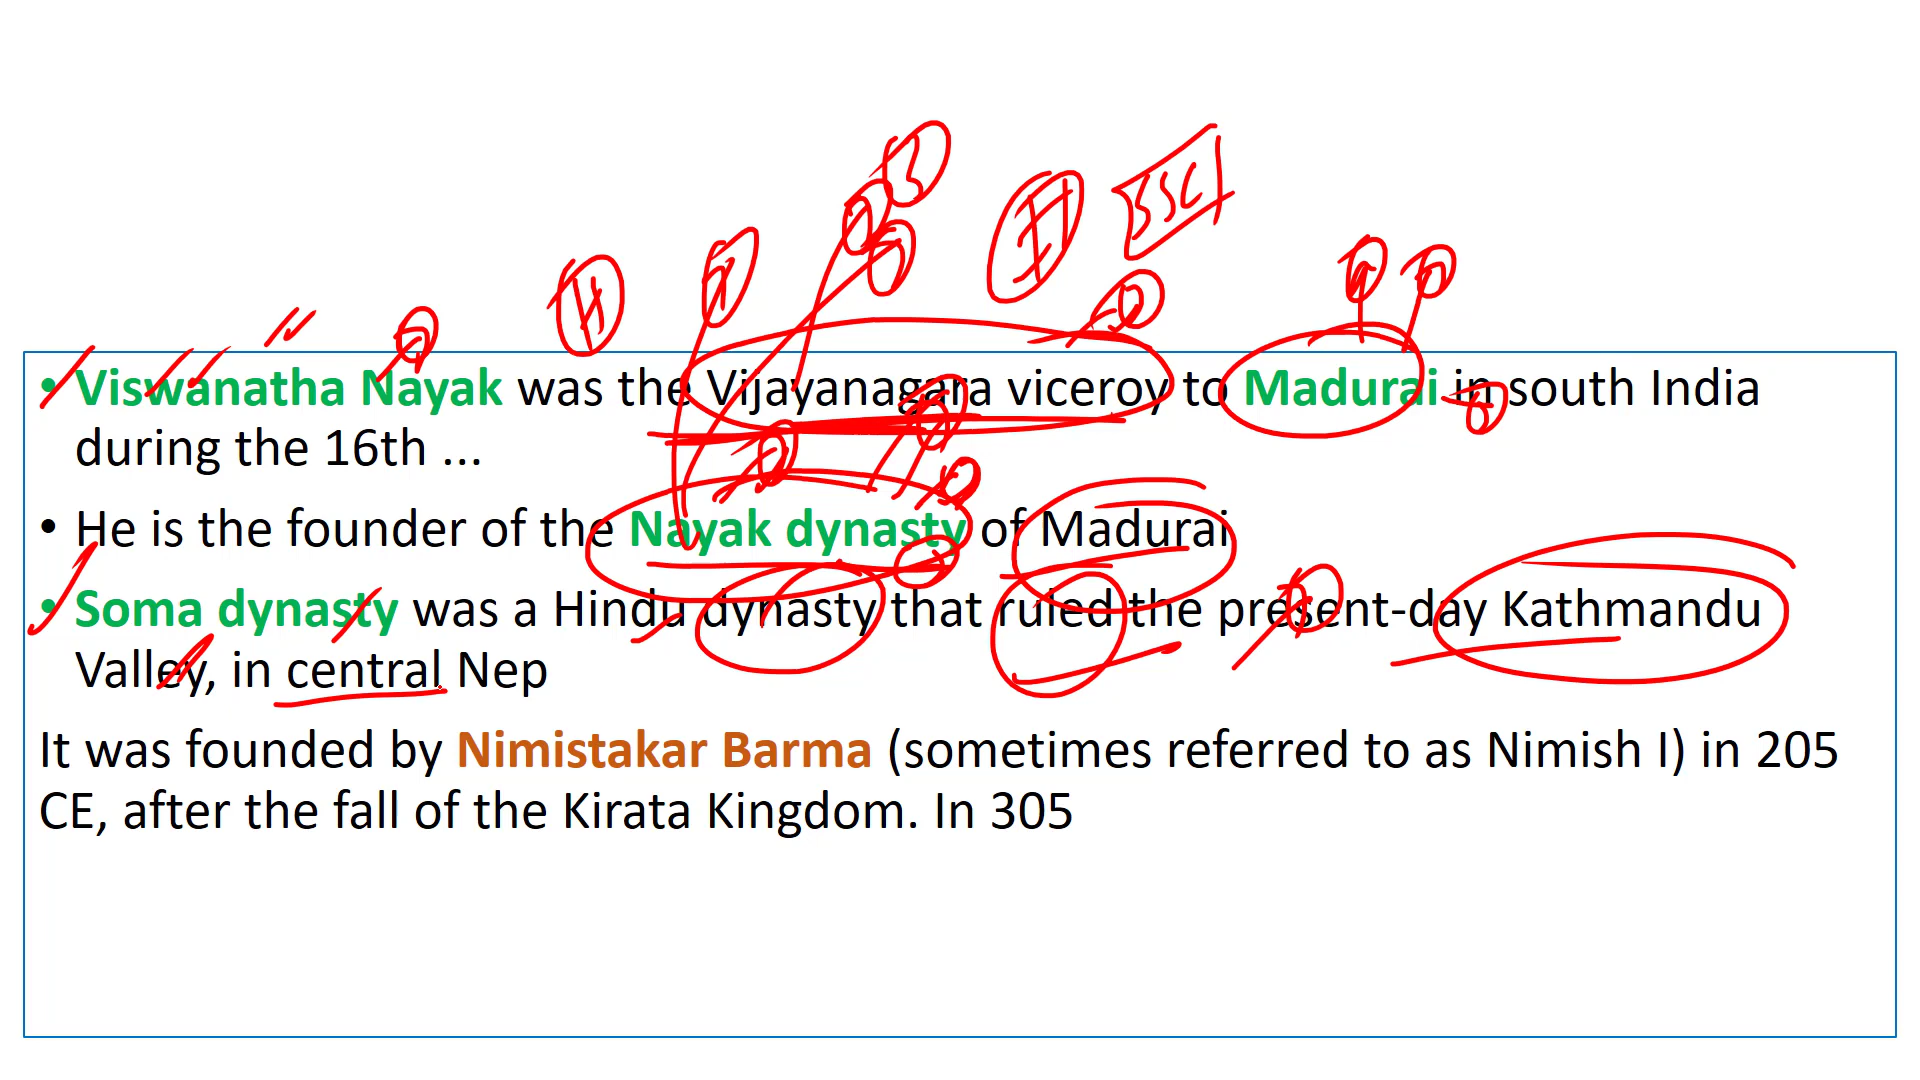 SSC
• Viswanatha Nayak was the Vijayanagara viceroy to Madurai in south India
during the 16th ...
• He is the founder of the Nayak dynasty of Madurai
• Soma dynasty was a Hindu dynasty that ruled the present-day Kathmandu
Valley, in central Nep
It was founded by Nimistakar Barma (sometimes referred to as Nimish I) in 205
CE, after the fall of the Kirata Kingdom. In 305